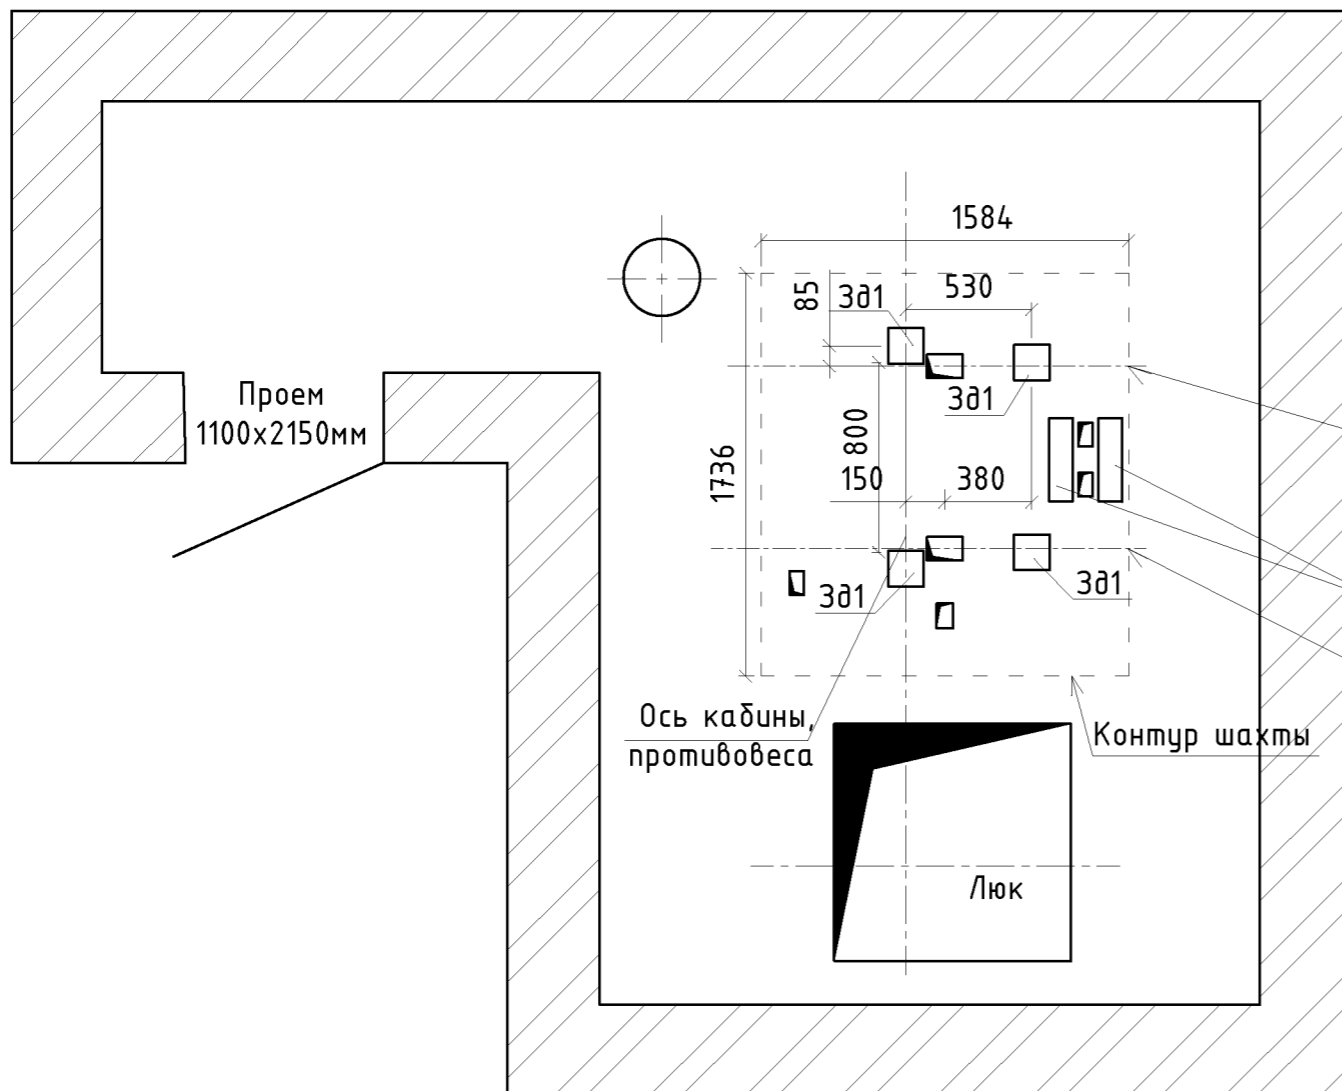 1584
530
85
Зд1
Проем
1100х2150мм
Зд1
800
1736
150
380
Зд1
Зд1
Ось кабины,
противовеса
Контур шахты
Люк